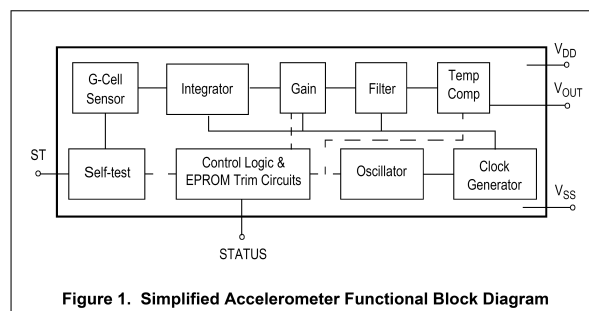 V_DD
G-Cell
Sensor
Integrator
Gain
Filter
Temp
Comp
V_OUT
ST
Self-test
Control Logic &
EPROM Trim Circuits
Oscillator
Clock
Generator
V_SS
STATUS
Figure 1. Simplified Accelerometer Functional Block Diagram